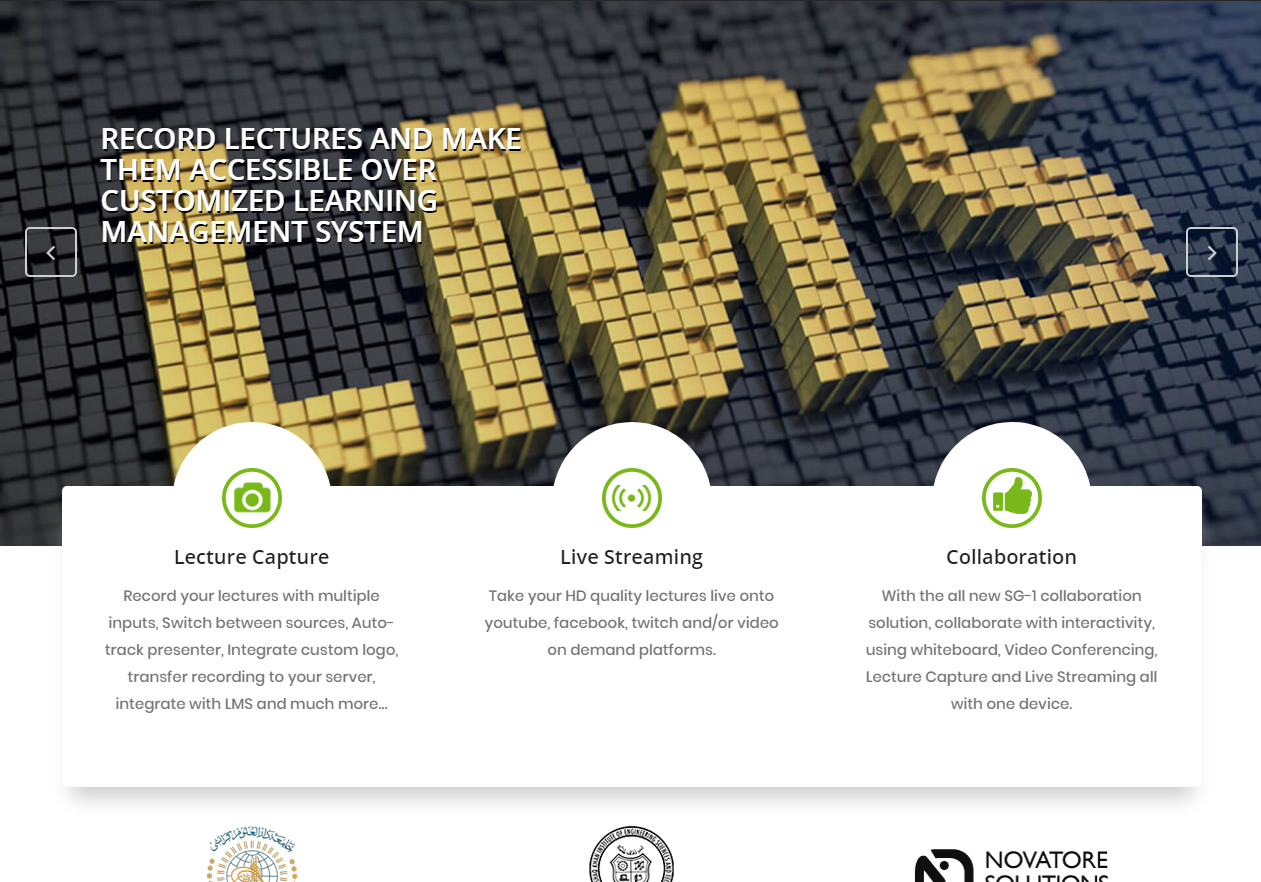 RECORD LECTURES AND MAKE
THEM ACCESSIBLE OVER
CUSTOMIZED LEARNING
MANAGEMENT SYSTEM
LMS
Lecture Capture
Record your lectures with multiple
inputs, Switch between sources, Auto-
track presenter, Integrate custom logo,
transfer recording to your server,
integrate with LMS and much more...
Live Streaming
Take your HD quality lectures live onto
youtube, facebook, twitch and/or video
on demand platforms.
Collaboration
With the all new SG-1 collaboration
solution, collaborate with interactivity,
using whiteboard, Video Conferencing,
Lecture Capture and Live Streaming all
with one device.
NOVATORE
SOLUTIONS